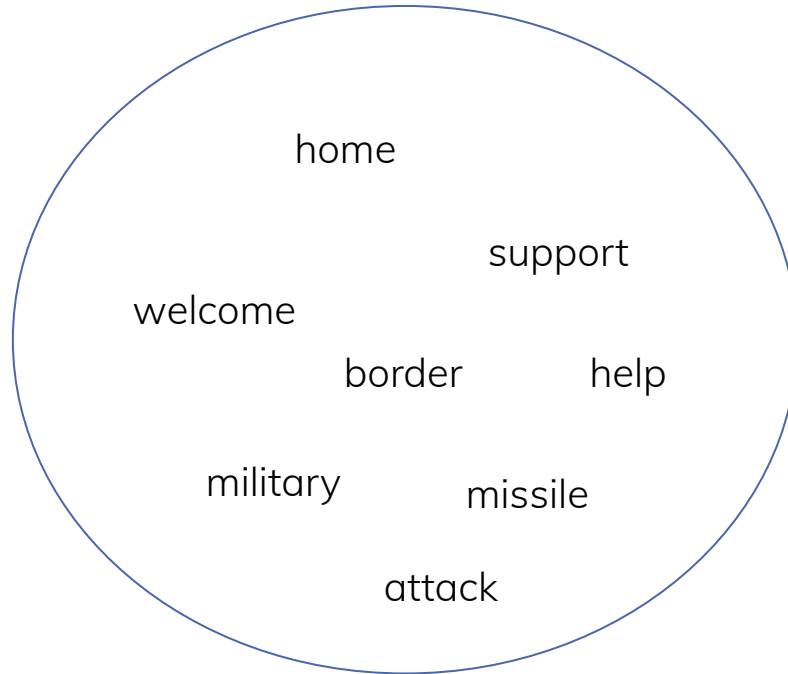 home
support
welcome
border
help
military
missile
attack